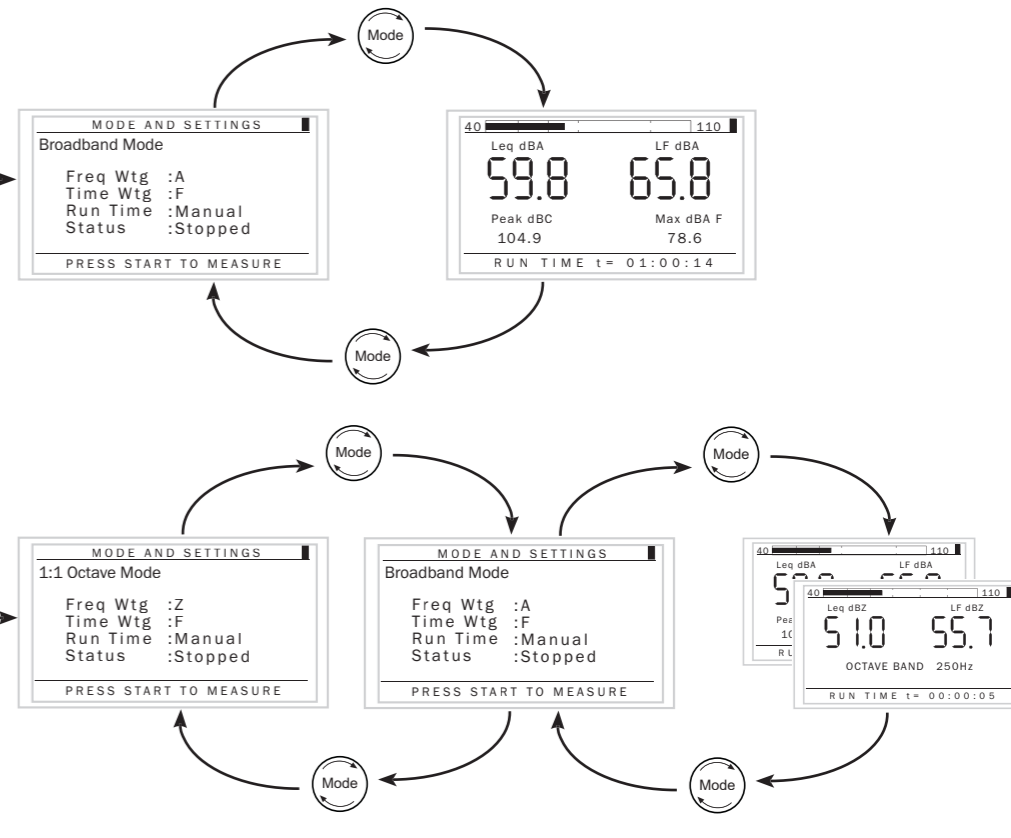 Mode
MODE AND SETTINGS
Broadband Mode
Freq Wtg :A
Time Wtg :F
Run Time :Manual
Status :Stopped
PRESS START TO MEASURE
40 110
Leq dBA LF dBA
59.8 65.8
Peak dBC Max dBA F
104.9 78.6
RUN TIME t= 01:00:14
Mode
Mode
Mode
MODE AND SETTINGS
1:1 Octave Mode
Freq Wtg :Z
Time Wtg :F
Run Time :Manual
Status :Stopped
PRESS START TO MEASURE
MODE AND SETTINGS
Broadband Mode
Freq Wtg :A
Time Wtg :F
Run Time :Manual
Status :Stopped
PRESS START TO MEASURE
40 110
Leq dBA LF dBA
40 110
Leq dBZ LF dBZ
51.0 55.7
OCTAVE BAND 250Hz
RUN TIME t= 00:00:05
Mode
Mode